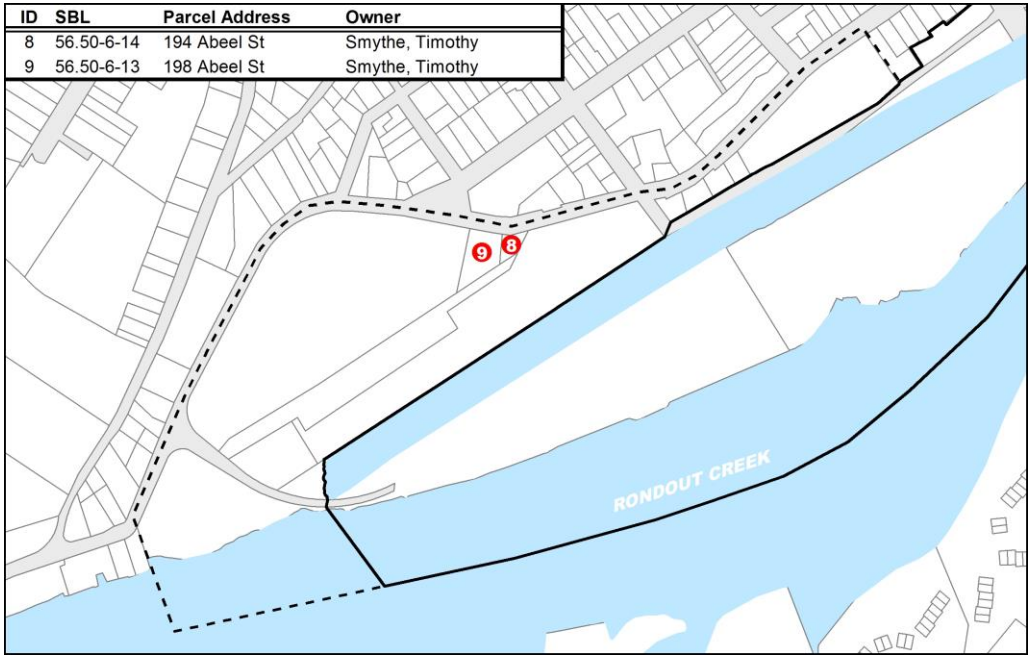 ID SBL Parcel Address Owner
8 56.50-6-14 194 Abeel St Smythe, Timothy
9 56.50-6-13 198 Abeel St Smythe, Timothy
9 8
RONDOUT CREEK